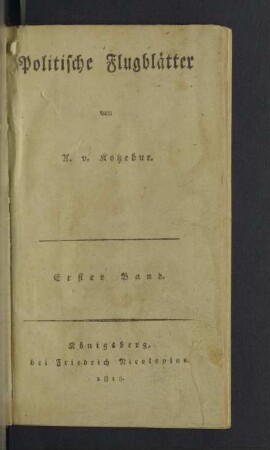 Politische Flugblätter
von
A. v. Kotzebue.
Erster Band.
Königsberg,
bei Friedrich Nicolovius